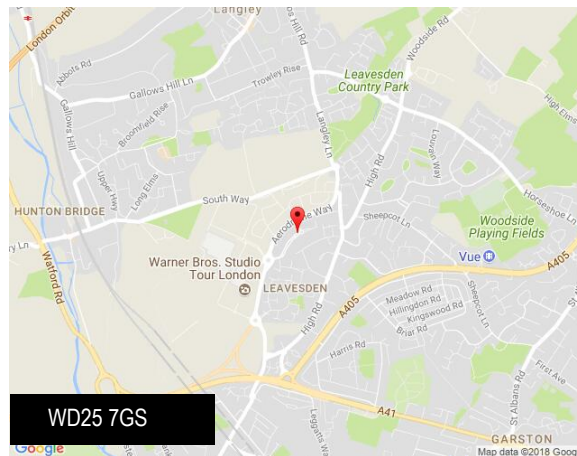 Langley
London Orbit
Abbots Rd
Gallows Hill Ln
Trowley Rise
Woodside Rd
Leavesden
Country Park
Gallows Hill
Broomfield Rise
Langley Ln
High Elms
Upper Hwy
Long Elms
High Rd
Louvain Way
HUNTON BRIDGE
South Way
Horseshoe Ln
Aerodrome Way
Sheepcot Ln
Woodside
Playing Fields
Watford Rd
Warner Bros. Studio
Tour London
Vue
A405
LEAVESDEN
A405
Meadow Rd
Hillingdon Rd
Kingswood Rd
Briar Rd
Sheepcot Ln
High Rd
Harris Rd
First Ave
St Albans Rd
A41
Leggatts Way
WD25 7GS
GARSTON
Google
Map data ©2018 Goog